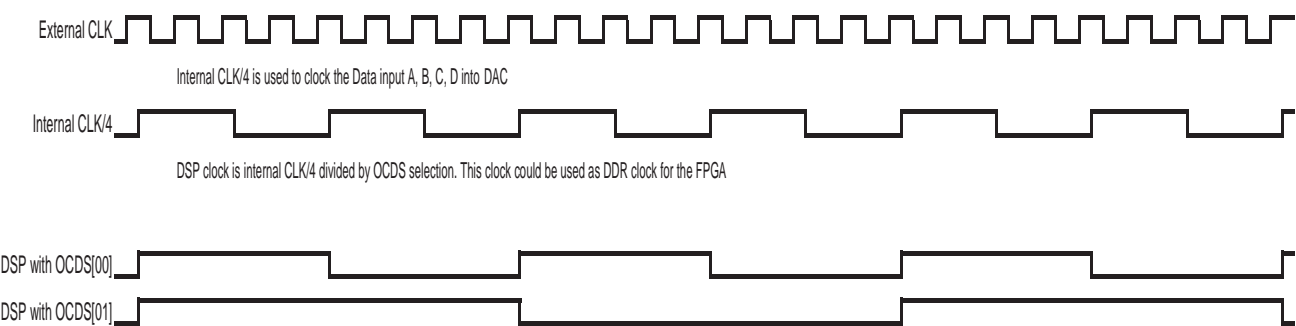 External CLK
Internal CLK/4 is used to clock the Data input A, B, C, D into DAC
Internal CLK/4
DSP clock is internal CLK/4 divided by OCDS selection. This clock could be used as DDR clock for the FPGA
DSP with OCDS[00]
DSP with OCDS[01]